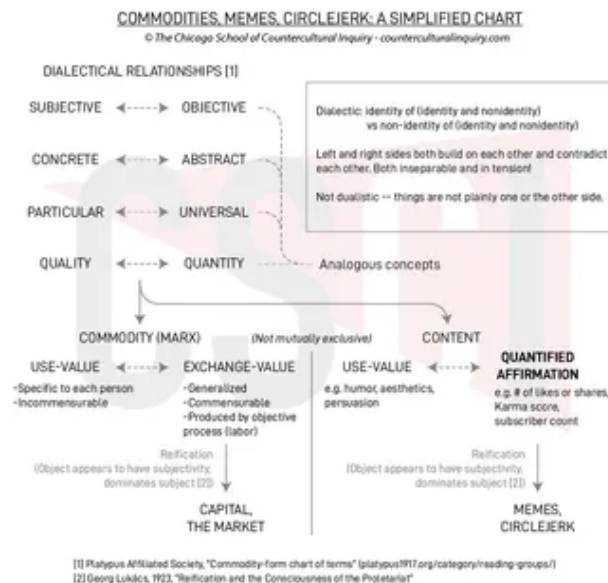 COMMODITIES, MEMES, CIRCLEJERK: A SIMPLIFIED CHART
© The Chicago School of Countercultural Inquiry - counterculturalinquiry.com
DIALECTICAL RELATIONSHIPS [1]
SUBJECTIVE OBJECTIVE
CONCRETE ABSTRACT
PARTICULAR UNIVERSAL
QUALITY QUANTITY
Analogous concepts
Dialectic: identity of (identity and nonidentity)
vs non-identity of (identity and nonidentity)
Left and right sides both build on each other and contradict
each other. Both inseparable and in tension!
Not dualistic -- things are not plainly one or the other side.
COMMODITY (MARX)
(Not mutually exclusive)
CONTENT
USE-VALUE
-Specific to each person
-Incommensurable
EXCHANGE-VALUE
-Generalized
-Commensurable
-Produced by objective
process (labor)
Reification
(Object appears to have subjectivity,
dominates subject [2])
CAPITAL,
THE MARKET
USE-VALUE
e.g. humor, aesthetics,
persuasion
QUANTIFIED
AFFIRMATION
e.g. # of likes or shares,
Karma score,
subscriber count
Reification
(Object appears to have subjectivity,
dominates subject [2])
MEMES,
CIRCLEJERK
[1] Platypus Affiliated Society, "Commodity-form chart of terms" (platypus1917.org/category/reading-groups/)
[2] Georg Lukács, 1923, "Reification and the Consciousness of the Proletariat"